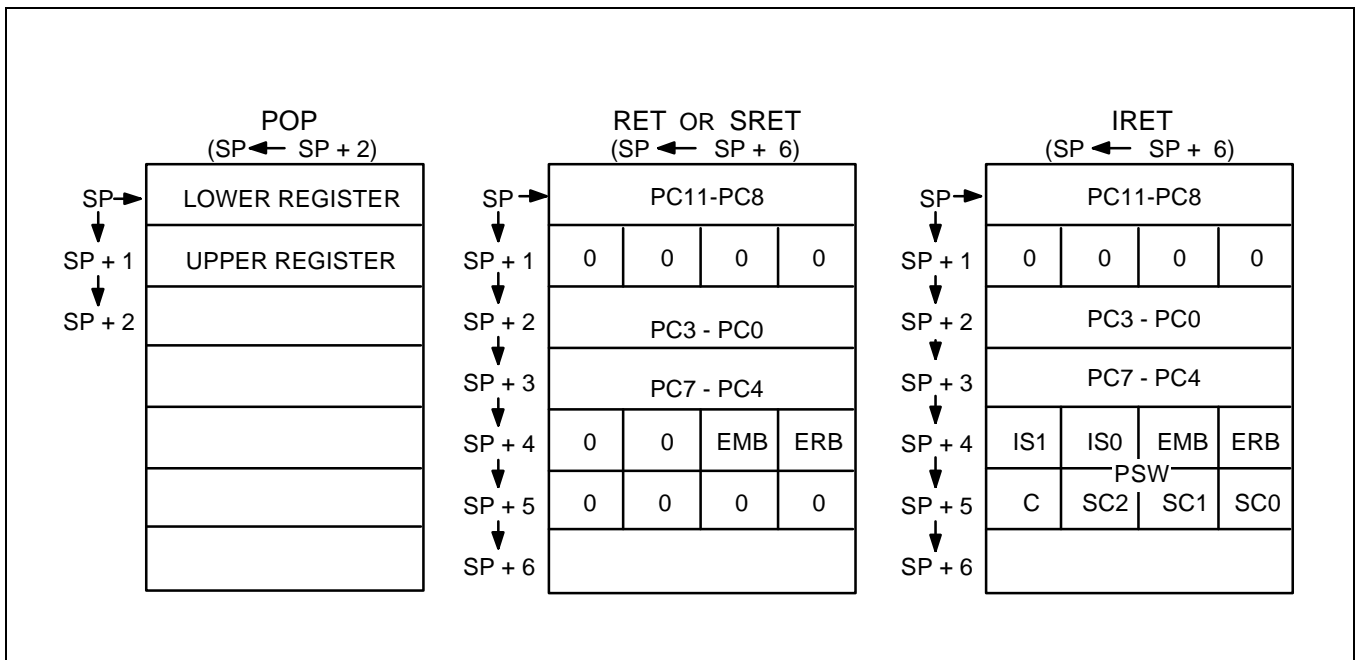 POP
(SP ← SP + 2)
SP LOWER REGISTER
SP + 1 UPPER REGISTER
SP + 2
RET OR SRET
(SP ← SP + 6)
SP PC11-PC8
SP + 1 0 0 0 0
SP + 2 PC3 - PC0
SP + 3 PC7 - PC4
SP + 4 0 0 EMB ERB
SP + 5 0 0 0 0
SP + 6
IRET
(SP ← SP + 6)
SP PC11-PC8
SP + 1 0 0 0 0
SP + 2 PC3 - PC0
SP + 3 PC7 - PC4
SP + 4 IS1 IS0 EMB ERB
PSW
SP + 5 C SC2 SC1 SC0
SP + 6